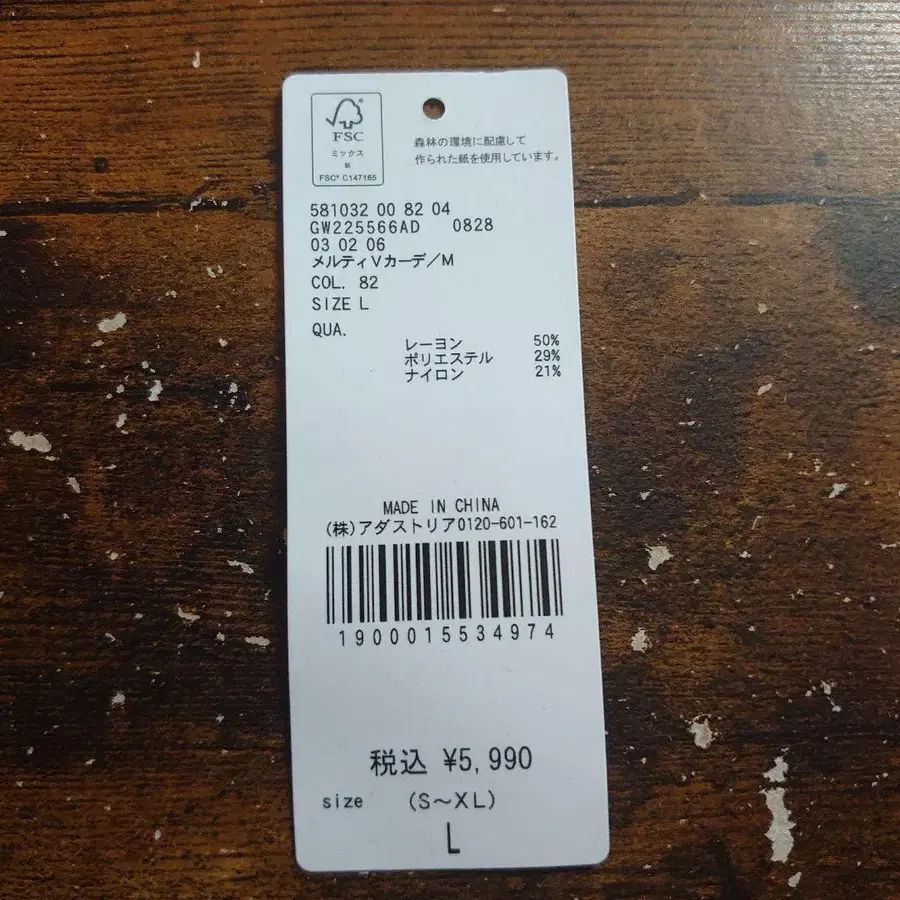 FSC®
ミックス
紙
FSC® C147165
森林の環境に配慮して
作られた紙を使用しています。
581032 00 82 04
GW225566AD 0828
03 02 06
メルティVカーデ/M
COL. 82
SIZE L
QUA.
レーヨン 50%
ポリエステル 29%
ナイロン 21%
MADE IN CHINA
(株)アダストリア0120-601-162
1900015534974
税込 ¥5,990
size (S~XL)
L